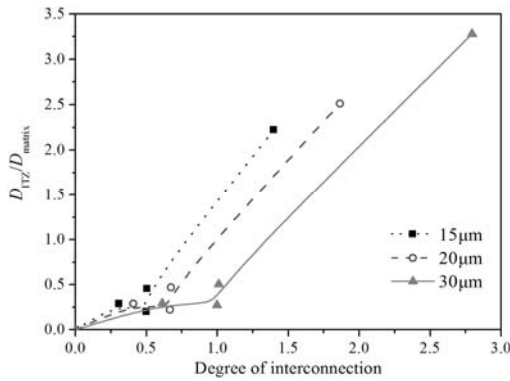 3.5
3.0
2.5
2.0
1.5
1.0
0.5
0.0
D_ITZ/D_matrix
0.0 0.5 1.0 1.5 2.0 2.5 3.0
Degree of interconnection
15μm
20μm
30μm